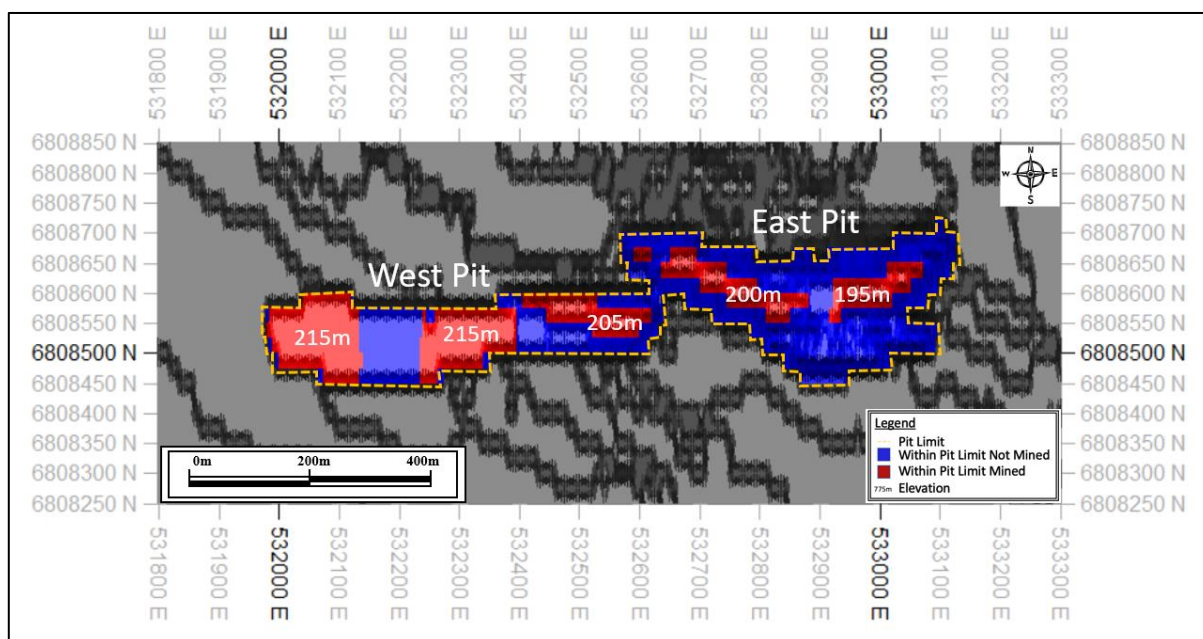 531800 E
531900 E
532000 E
532100 E
532200 E
532300 E
532400 E
532500 E
532600 E
532700 E
532800 E
532900 E
533000 E
533100 E
533200 E
533300 E
6808850 N 6808850 N
6808800 N 6808800 N
6808750 N 6808750 N
6808700 N 6808700 N
6808650 N 6808650 N
6808600 N 6808600 N
6808550 N 6808550 N
6808500 N 6808500 N
6808450 N 6808450 N
6808400 N 6808400 N
6808350 N 6808350 N
6808300 N 6808300 N
6808250 N 6808250 N
N
W E
S
East Pit
West Pit
200m 195m
215m 215m 205m
0m 200m 400m
Legend
Pit Limit
Within Pit Limit Not Mined
Within Pit Limit Mined
775m Elevation
531800 E
531900 E
532000 E
532100 E
532200 E
532300 E
532400 E
532500 E
532600 E
532700 E
532800 E
532900 E
533000 E
533100 E
533200 E
533300 E